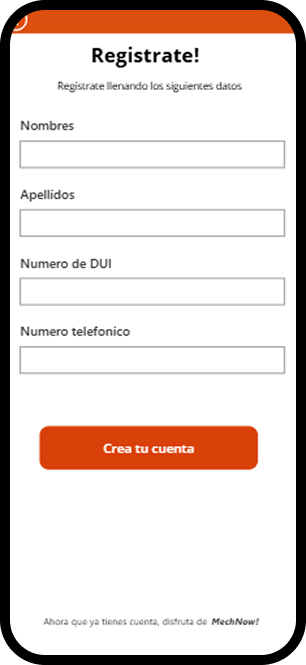 Registrate!
Registrate llenando los siguientes datos
Nombres
Apellidos
Numero de DUI
Numero telefonico
Crea tu cuenta
Ahora que ya tienes cuenta, disfruta de MechNow!